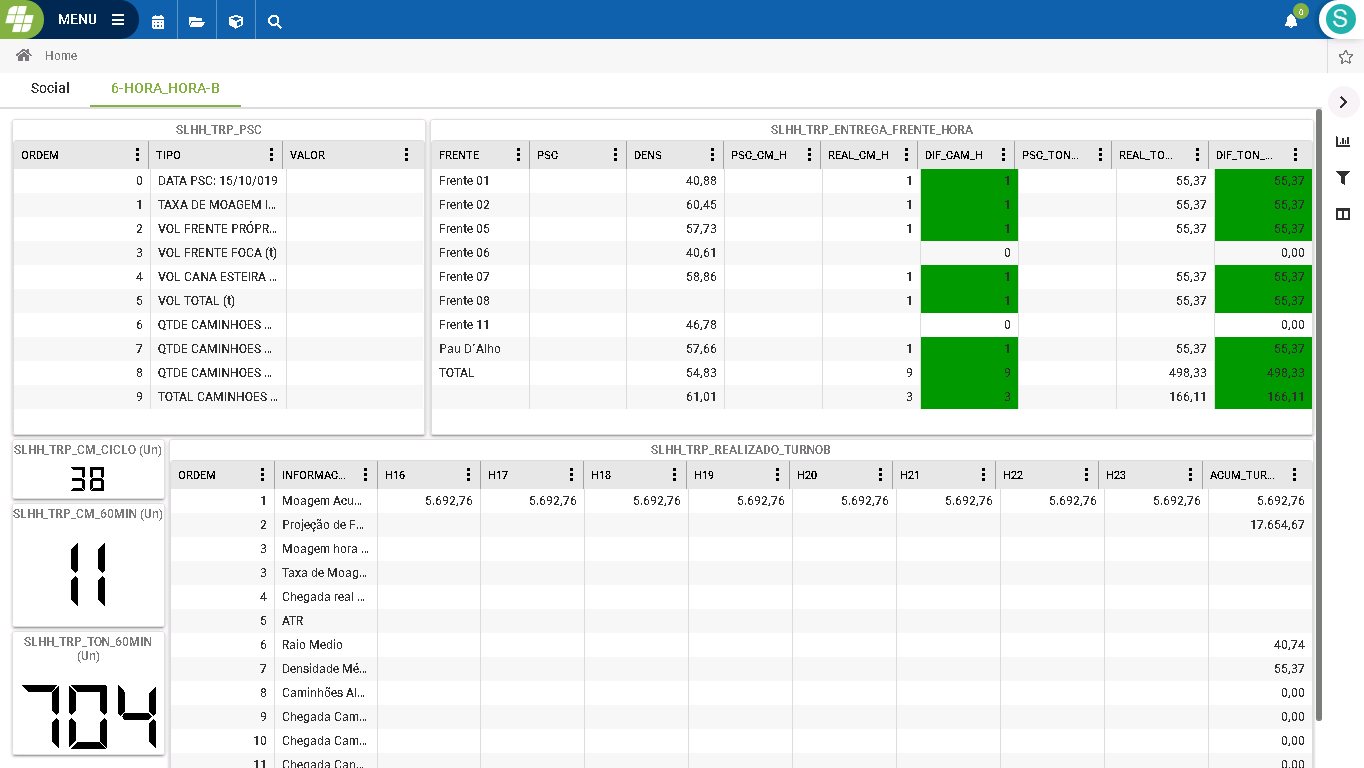 MENU
0
S
Home
Social 6-HORA_HORA-B
SLHH_TRP_PSC
ORDEM TIPO VALOR
0 DATA PSC: 15/10/019
1 TAXA DE MOAGEM I...
2 VOL FRENTE PRÓPR...
3 VOL FRENTE FOCA (t)
4 VOL CANA ESTEIRA ...
5 VOL TOTAL (t)
6 QTDE CAMINHOES ...
7 QTDE CAMINHOES ...
8 QTDE CAMINHOES ...
9 TOTAL CAMINHOES ...
SLHH_TRP_ENTREGA_FRENTE_HORA
FRENTE PSC DENS PSC_CM_H REAL_CM_H DIF_CAM_H PSC_TON... REAL_TO... DIF_TON_...
Frente 01 40,88 1 1 55,37 55,37
Frente 02 60,45 1 1 55,37 55,37
Frente 05 57,73 1 1 55,37 55,37
Frente 06 40,61 0 0,00
Frente 07 58,86 1 1 55,37 55,37
Frente 08 1 1 55,37 55,37
Frente 11 46,78 0 0,00
Pau D´Alho 57,66 1 1 55,37 55,37
TOTAL 54,83 9 9 498,33 498,33
61,01 3 3 166,11 166,11
SLHH_TRP_CM_CICLO (Un)
38
SLHH_TRP_CM_60MIN (Un)
11
SLHH_TRP_TON_60MIN
(Un)
704
SLHH_TRP_REALIZADO_TURNOB
ORDEM INFORMAC... H16 H17 H18 H19 H20 H21 H22 H23 ACUM_TUR...
1 Moagem Acu... 5.692,76 5.692,76 5.692,76 5.692,76 5.692,76 5.692,76 5.692,76 5.692,76 5.692,76
2 Projeção de F... 17.654,67
3 Moagem hora ...
3 Taxa de Moag...
4 Chegada real ...
5 ATR
6 Raio Medio 40,74
7 Densidade Mé... 55,37
8 Caminhões Al... 0,00
9 Chegada Cam... 0,00
10 Chegada Cam... 0,00
11 Chegada Can... 0,00